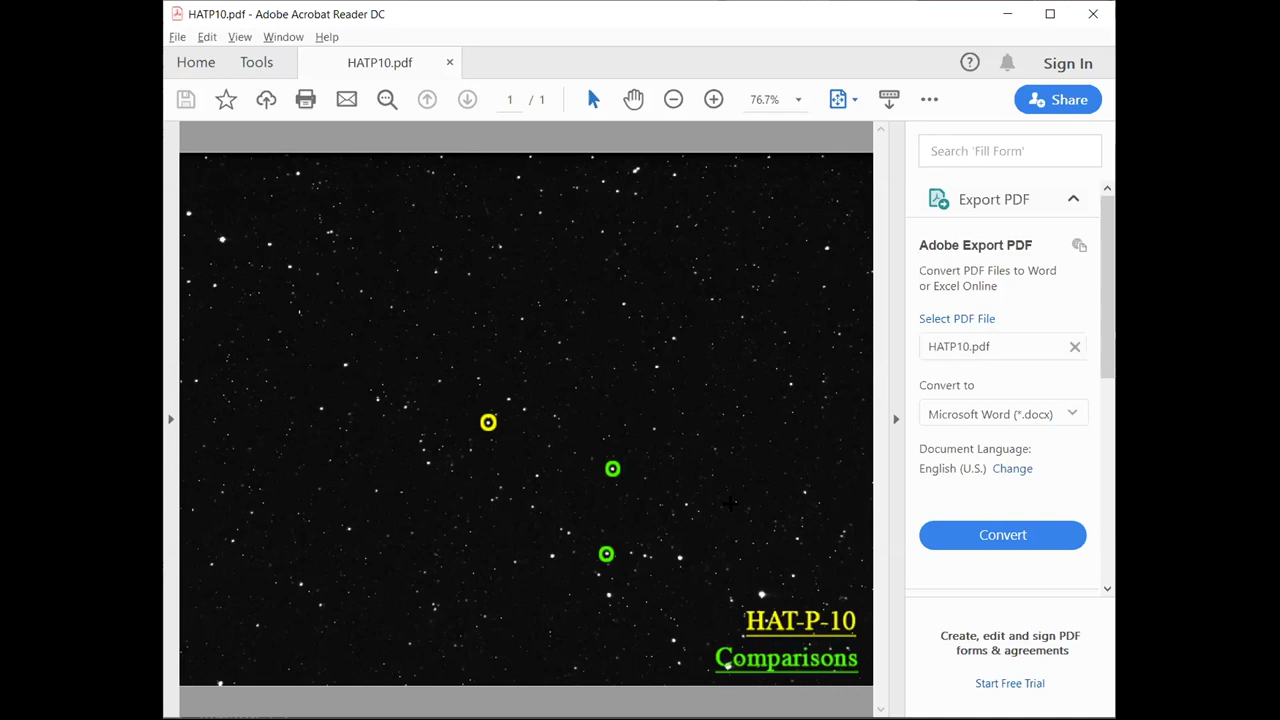 HATP10.pdf - Adobe Acrobat Reader DC
File Edit View Window Help
Home Tools HATP10.pdf × Sign In
1 / 1 76.7% Share
Search 'Fill Form'
Export PDF
Adobe Export PDF
Convert PDF Files to Word
or Excel Online
Select PDF File
HATP10.pdf
Convert to
Microsoft Word (*.docx)
Document Language:
English (U.S.) Change
Convert
HAT-P-10
Comparisons
Create, edit and sign PDF
forms & agreements
Start Free Trial